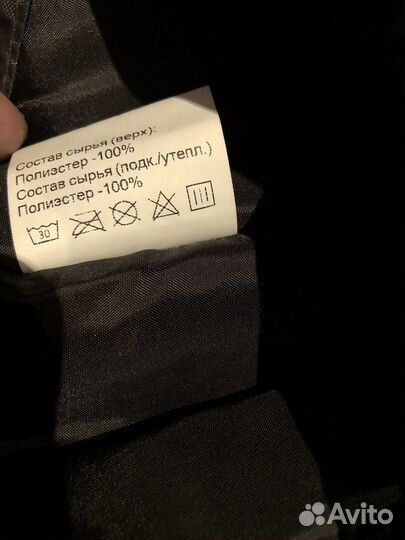 Состав сырья (верх):
Полиэстер -100%
Состав сырья (подк./утепл.)
Полиэстер -100%
30
Avito